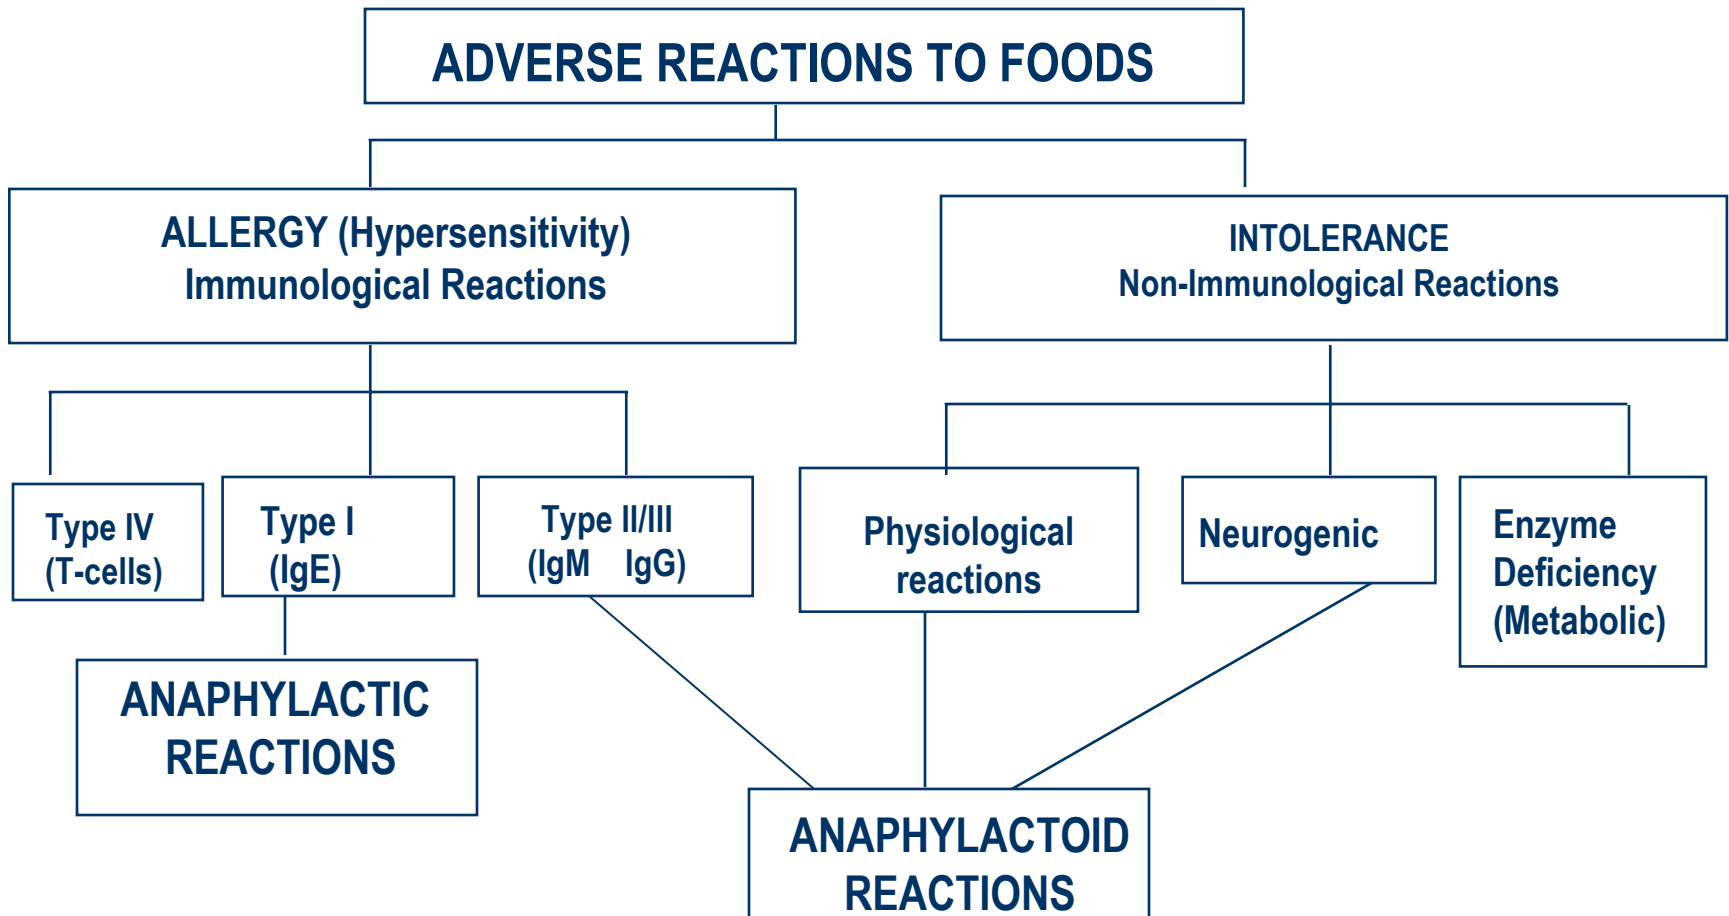 ADVERSE REACTIONS TO FOODS
ALLERGY (Hypersensitivity)
Immunological Reactions
INTOLERANCE
Non-Immunological Reactions
Type IV
(T-cells)
Type I
(IgE)
Type II/III
(IgM IgG)
Physiological
reactions
Neurogenic
Enzyme
Deficiency
(Metabolic)
ANAPHYLACTIC
REACTIONS
ANAPHYLACTOID
REACTIONS